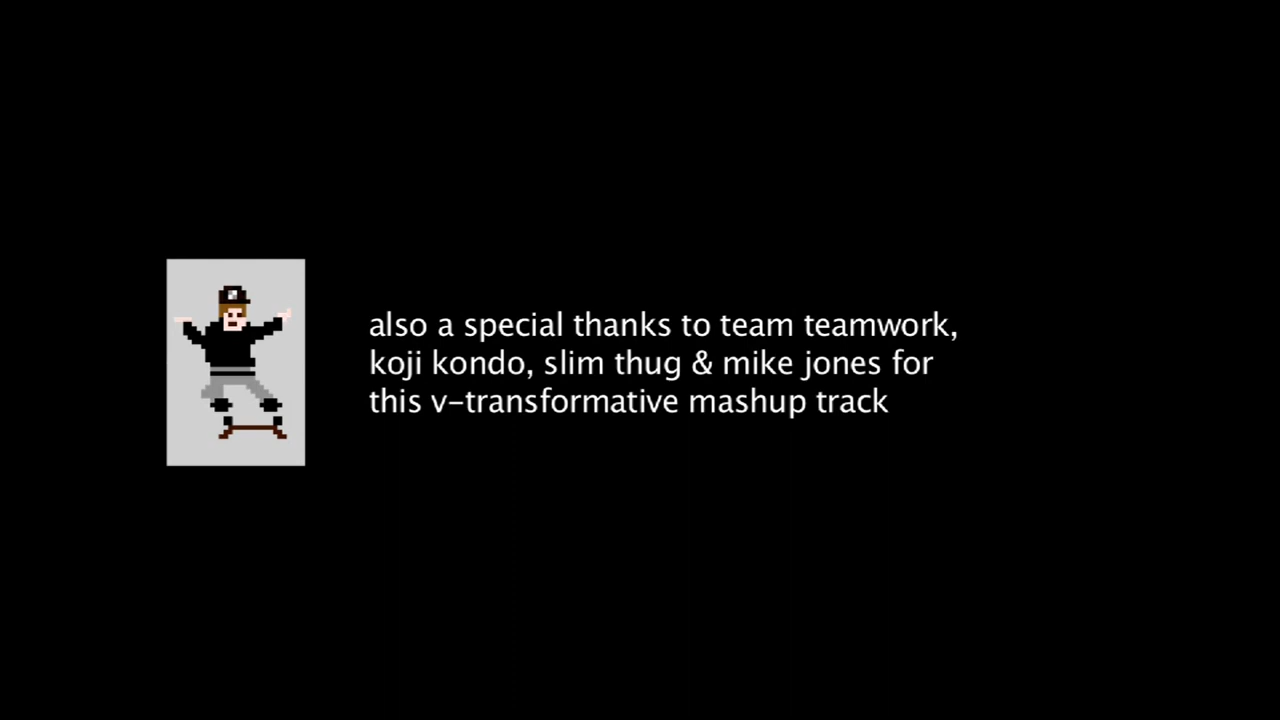 also a special thanks to team teamwork,
koji kondo, slim thug & mike jones for
this v-transformative mashup track